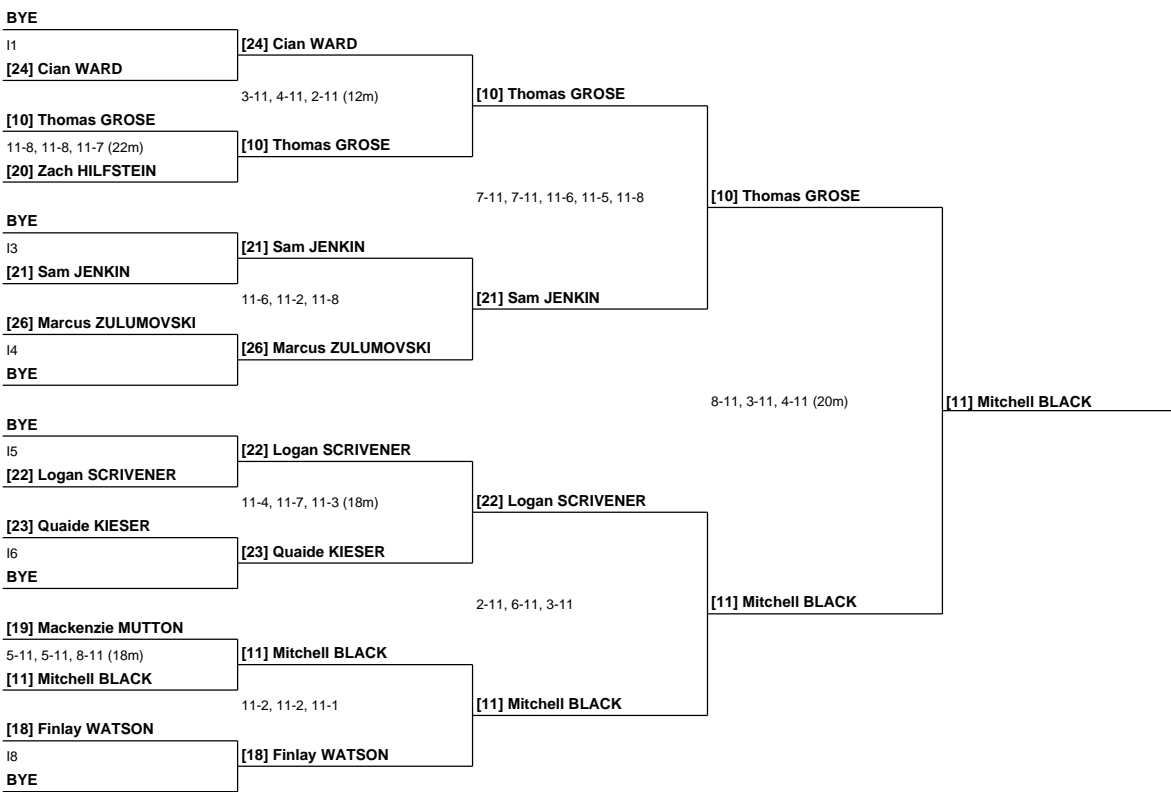 BYE
I1
[24] Cian WARD
[10] Thomas GROSE
11-8, 11-8, 11-7 (22m)
[20] Zach HILFSTEIN
BYE
I3
[21] Sam JENKIN
[26] Marcus ZULUMOVSKI
I4
BYE
BYE
I5
[22] Logan SCRIVENER
[23] Quaide KIESER
I6
BYE
[19] Mackenzie MUTTON
5-11, 5-11, 8-11 (18m)
[11] Mitchell BLACK
[18] Finlay WATSON
I8
BYE
[24] Cian WARD
3-11, 4-11, 2-11 (12m)
[10] Thomas GROSE
[21] Sam JENKIN
11-6, 11-2, 11-8
[26] Marcus ZULUMOVSKI
[22] Logan SCRIVENER
11-4, 11-7, 11-3 (18m)
[23] Quaide KIESER
[11] Mitchell BLACK
11-2, 11-2, 11-1
[18] Finlay WATSON
[10] Thomas GROSE
7-11, 7-11, 11-6, 11-5, 11-8
[21] Sam JENKIN
[22] Logan SCRIVENER
2-11, 6-11, 3-11
[11] Mitchell BLACK
[10] Thomas GROSE
8-11, 3-11, 4-11 (20m)
[11] Mitchell BLACK
[11] Mitchell BLACK